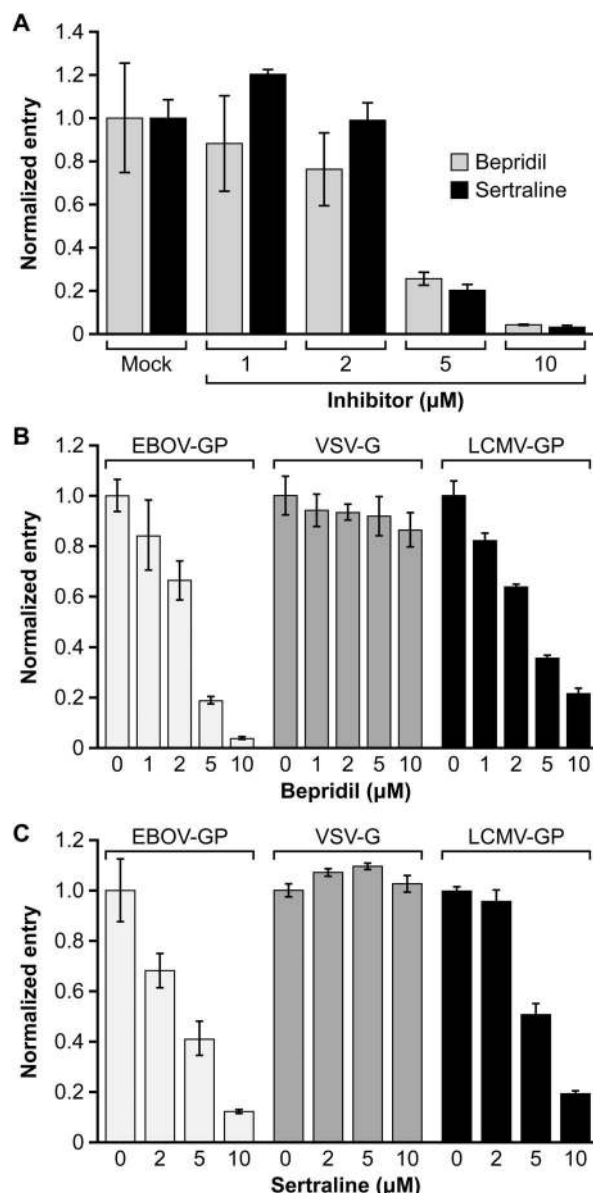 A
1.4
1.2
1.0
0.8
0.6
0.4
0.2
0
Normalized entry
Bepridil
Sertraline
Mock 1 2 5 10
Inhibitor (µM)
B
EBOV-GP VSV-G LCMV-GP
1.2
1.0
0.8
0.6
0.4
0.2
0
Normalized entry
0 1 2 5 10 0 1 2 5 10 0 1 2 5 10
Bepridil (µM)
C
EBOV-GP VSV-G LCMV-GP
1.2
1.0
0.8
0.6
0.4
0.2
0
Normalized entry
0 2 5 10 0 2 5 10 0 2 5 10
Sertraline (µM)